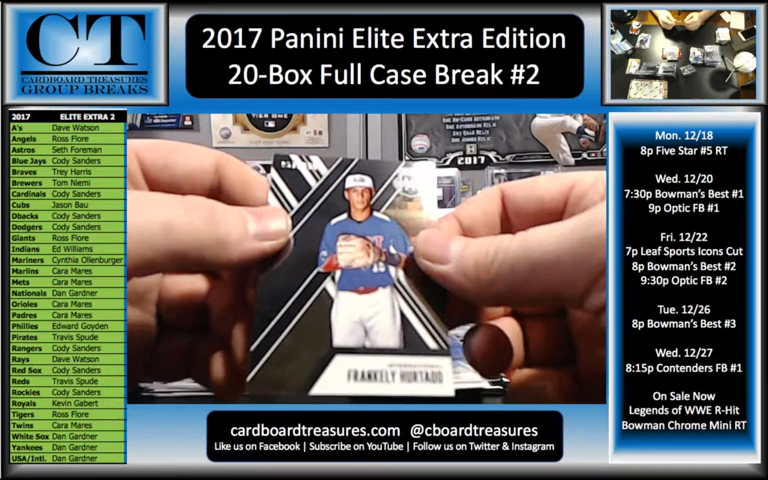 CT
CARDBOARD TREASURES
GROUP BREAKS
2017 Panini Elite Extra Edition
20-Box Full Case Break #2
2017 ELITE EXTRA 2
A's Dave Watson
Angels Ross Flore
Astros Seth Foreman
Blue Jays Cody Sanders
Braves Trey Harris
Brewers Tom Niemi
Cardinals Cody Sanders
Cubs Jason Bau
Dbacks Cody Sanders
Dodgers Cody Sanders
Giants Ross Flore
Indians Ed Williams
Mariners Cynthia Ollenburger
Marlins Cara Mares
Mets Cara Mares
Nationals Dan Gardner
Orioles Cara Mares
Padres Cara Mares
Phillies Edward Goyden
Pirates Travis Spude
Rangers Cody Sanders
Rays Dave Watson
Red Sox Cody Sanders
Reds Travis Spude
Rockies Cody Sanders
Royals Kevin Gabert
Tigers Ross Flore
Twins Cara Mares
White Sox Dan Gardner
Yankees Dan Gardner
USA/Intl. Dan Gardner
TIER ONE
2017
15
FRANKELY HURTADO
Mon. 12/18
8p Five Star #5 RT
Wed. 12/20
7:30p Bowman's Best #1
9p Optic FB #1
Fri. 12/22
7p Leaf Sports Icons Cut
8p Bowman's Best #2
9:30p Optic FB #2
Tue. 12/26
8p Bowman's Best #3
Wed. 12/27
8:15p Contenders FB #1
On Sale Now
Legends of WWE R-Hit
Bowman Chrome Mini RT
cardboardtreasures.com @cboardtreasures
Like us on Facebook | Subscribe on YouTube | Follow us on Twitter & Instagram